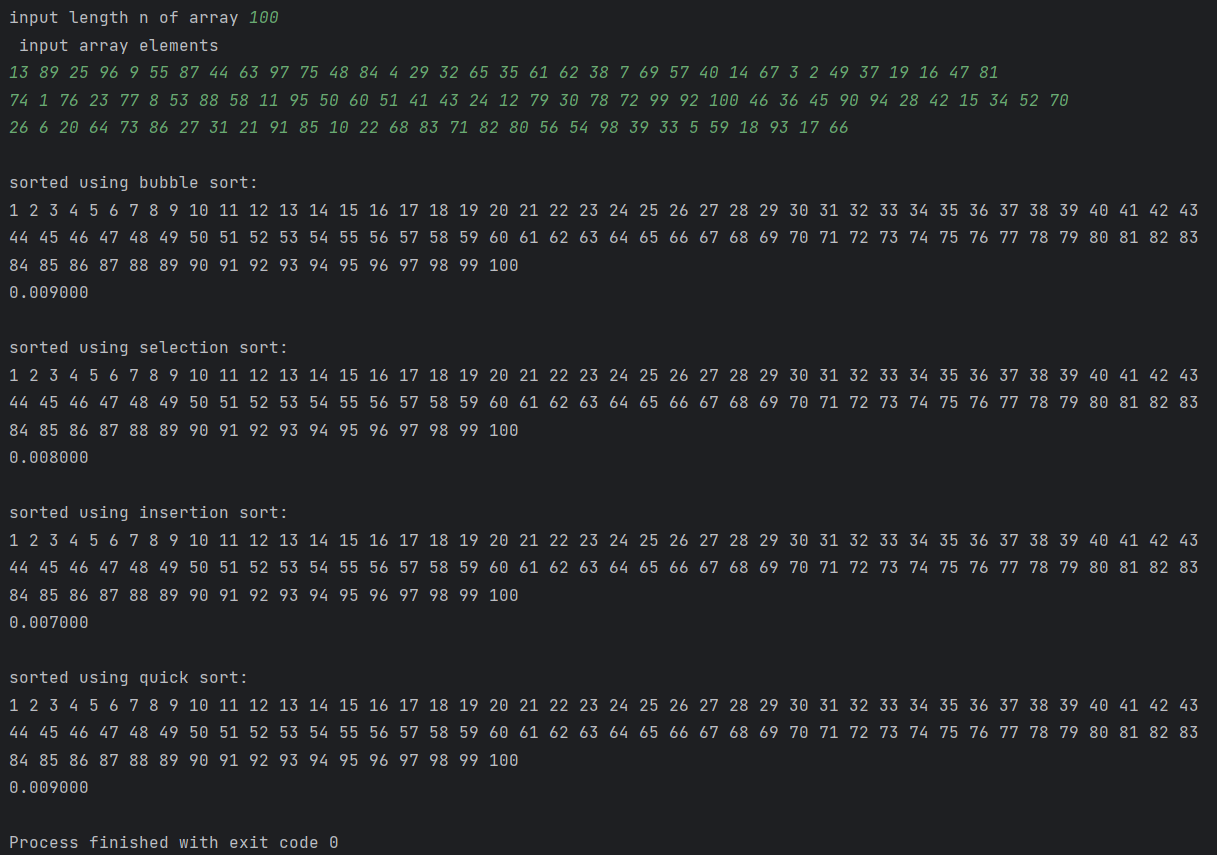 input length n of array 100
input array elements
13 89 25 96 9 55 87 44 63 97 75 48 84 4 29 32 65 35 61 62 38 7 69 57 40 14 67 3 2 49 37 19 16 47 81
74 1 76 23 77 8 53 88 58 11 95 50 60 51 41 43 24 12 79 30 78 72 99 92 100 46 36 45 90 94 28 42 15 34 52 70
26 6 20 64 73 86 27 31 21 91 85 10 22 68 83 71 82 80 56 54 98 39 33 5 59 18 93 17 66
sorted using bubble sort:
1 2 3 4 5 6 7 8 9 10 11 12 13 14 15 16 17 18 19 20 21 22 23 24 25 26 27 28 29 30 31 32 33 34 35 36 37 38 39 40 41 42 43
44 45 46 47 48 49 50 51 52 53 54 55 56 57 58 59 60 61 62 63 64 65 66 67 68 69 70 71 72 73 74 75 76 77 78 79 80 81 82 83
84 85 86 87 88 89 90 91 92 93 94 95 96 97 98 99 100
0.009000
sorted using selection sort:
1 2 3 4 5 6 7 8 9 10 11 12 13 14 15 16 17 18 19 20 21 22 23 24 25 26 27 28 29 30 31 32 33 34 35 36 37 38 39 40 41 42 43
44 45 46 47 48 49 50 51 52 53 54 55 56 57 58 59 60 61 62 63 64 65 66 67 68 69 70 71 72 73 74 75 76 77 78 79 80 81 82 83
84 85 86 87 88 89 90 91 92 93 94 95 96 97 98 99 100
0.008000
sorted using insertion sort:
1 2 3 4 5 6 7 8 9 10 11 12 13 14 15 16 17 18 19 20 21 22 23 24 25 26 27 28 29 30 31 32 33 34 35 36 37 38 39 40 41 42 43
44 45 46 47 48 49 50 51 52 53 54 55 56 57 58 59 60 61 62 63 64 65 66 67 68 69 70 71 72 73 74 75 76 77 78 79 80 81 82 83
84 85 86 87 88 89 90 91 92 93 94 95 96 97 98 99 100
0.007000
sorted using quick sort:
1 2 3 4 5 6 7 8 9 10 11 12 13 14 15 16 17 18 19 20 21 22 23 24 25 26 27 28 29 30 31 32 33 34 35 36 37 38 39 40 41 42 43
44 45 46 47 48 49 50 51 52 53 54 55 56 57 58 59 60 61 62 63 64 65 66 67 68 69 70 71 72 73 74 75 76 77 78 79 80 81 82 83
84 85 86 87 88 89 90 91 92 93 94 95 96 97 98 99 100
0.009000
Process finished with exit code 0